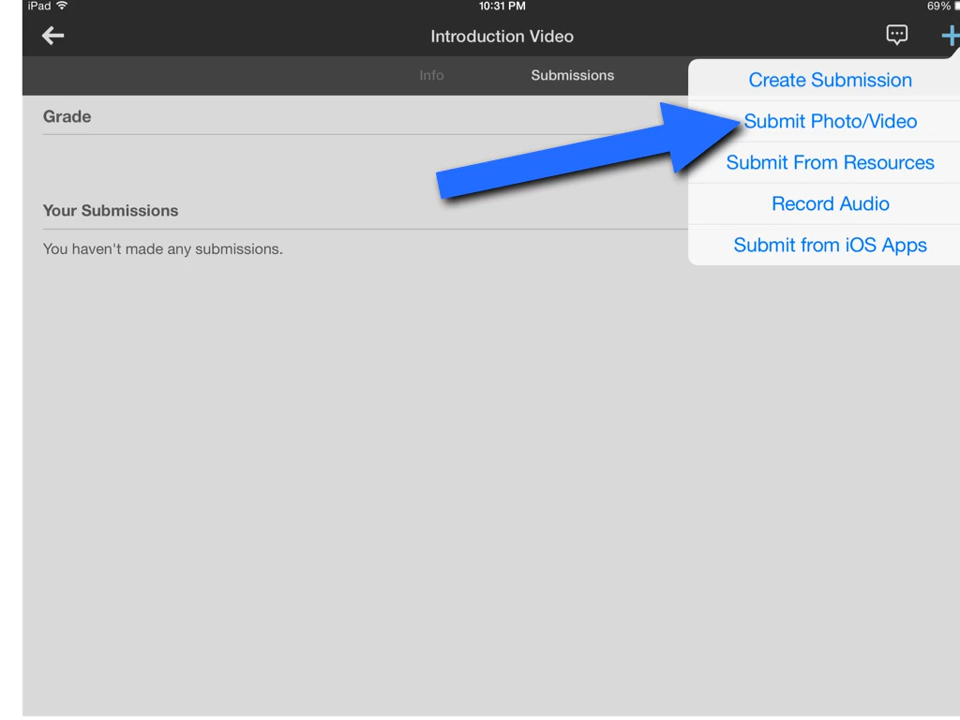 iPad 10:31 PM 69%
Introduction Video
Info Submissions
Create Submission
Grade
Submit Photo/Video
Submit From Resources
Record Audio
Your Submissions
Submit from iOS Apps
You haven't made any submissions.